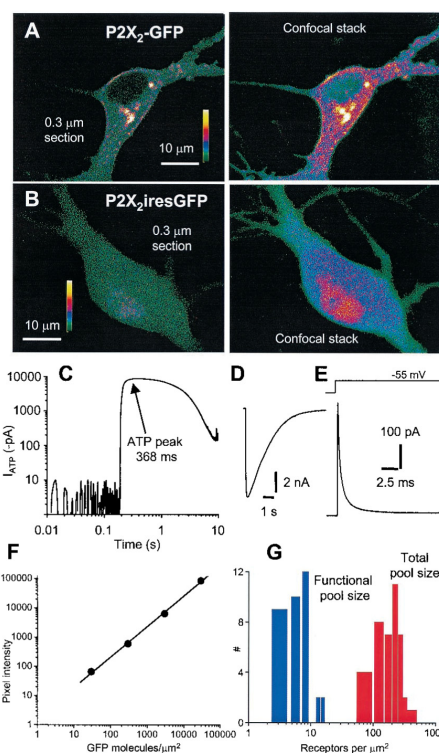 A P2X2-GFP Confocal stack
0.3 µm section
10 µm
B P2X2iresGFP
0.3 µm section
10 µm
Confocal stack
C D E
-55 mV
10000
1000
100
10
1
IATP (-pA)
ATP peak
368 ms
0.01 0.1 1 10
Time (s)
2 nA
1 s
100 pA
2.5 ms
F G
100000
10000
1000
100
10
1
Pixel intensity
1 10 100 1000 10000 100000
GFP molecules/µm2
12
8
4
0
#
Functional pool size
Total pool size
1 10 100 1000
Receptors per µm2